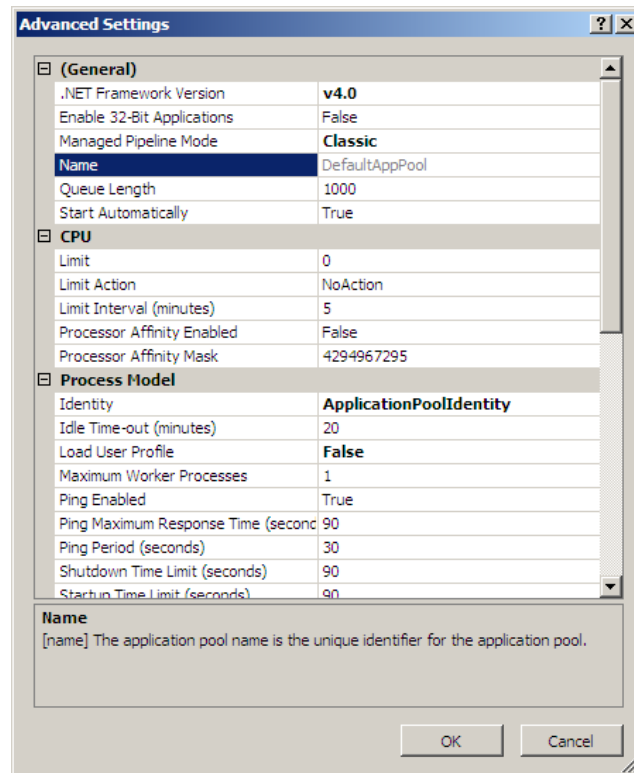 Advanced Settings
(General)
.NET Framework Version v4.0
Enable 32-Bit Applications False
Managed Pipeline Mode Classic
Name DefaultAppPool
Queue Length 1000
Start Automatically True
CPU
Limit 0
Limit Action NoAction
Limit Interval (minutes) 5
Processor Affinity Enabled False
Processor Affinity Mask 4294967295
Process Model
Identity ApplicationPoolIdentity
Idle Time-out (minutes) 20
Load User Profile False
Maximum Worker Processes 1
Ping Enabled True
Ping Maximum Response Time (second 90
Ping Period (seconds) 30
Shutdown Time Limit (seconds) 90
Startup Time Limit (seconds) 90
Name
[name] The application pool name is the unique identifier for the application pool.
OK Cancel